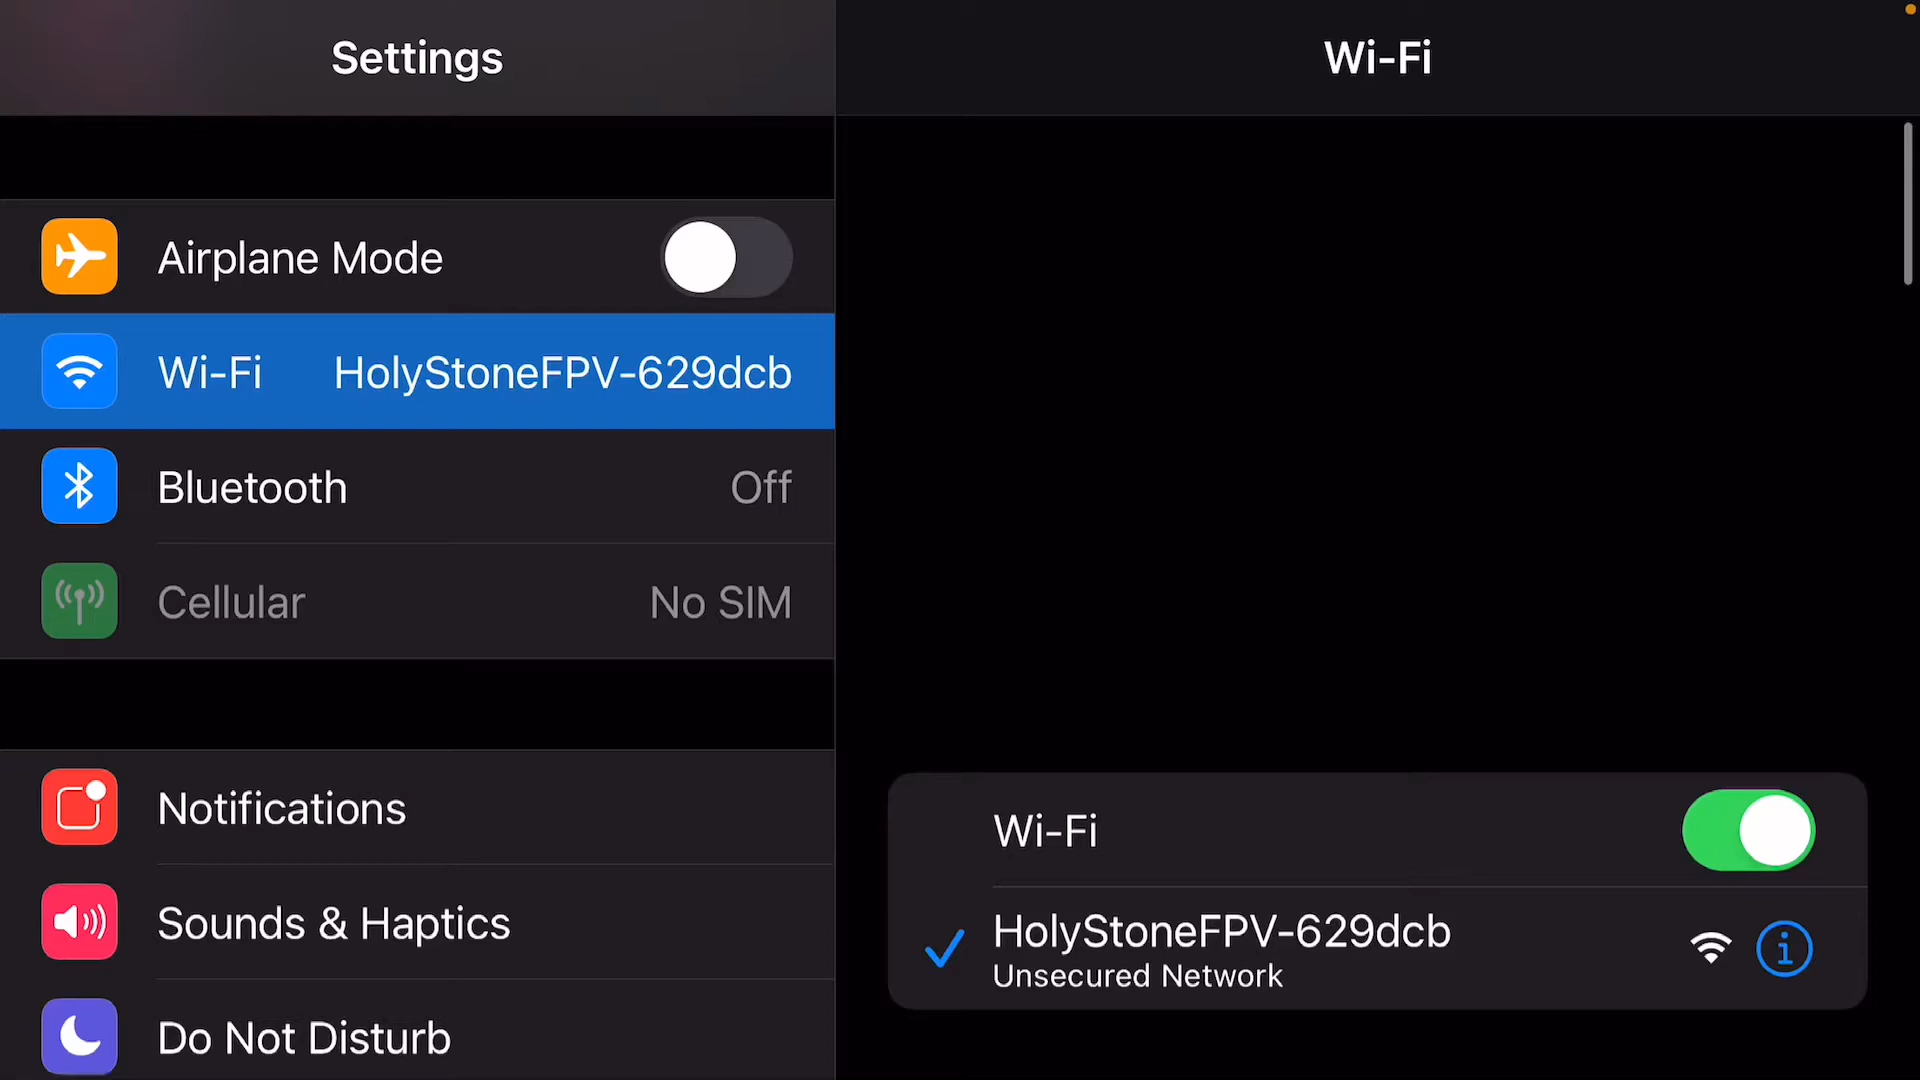 Settings
Airplane Mode
Wi-Fi HolyStoneFPV-629dcb
Bluetooth Off
Cellular No SIM
Notifications
Sounds & Haptics
Do Not Disturb
Wi-Fi
Wi-Fi
HolyStoneFPV-629dcb
Unsecured Network